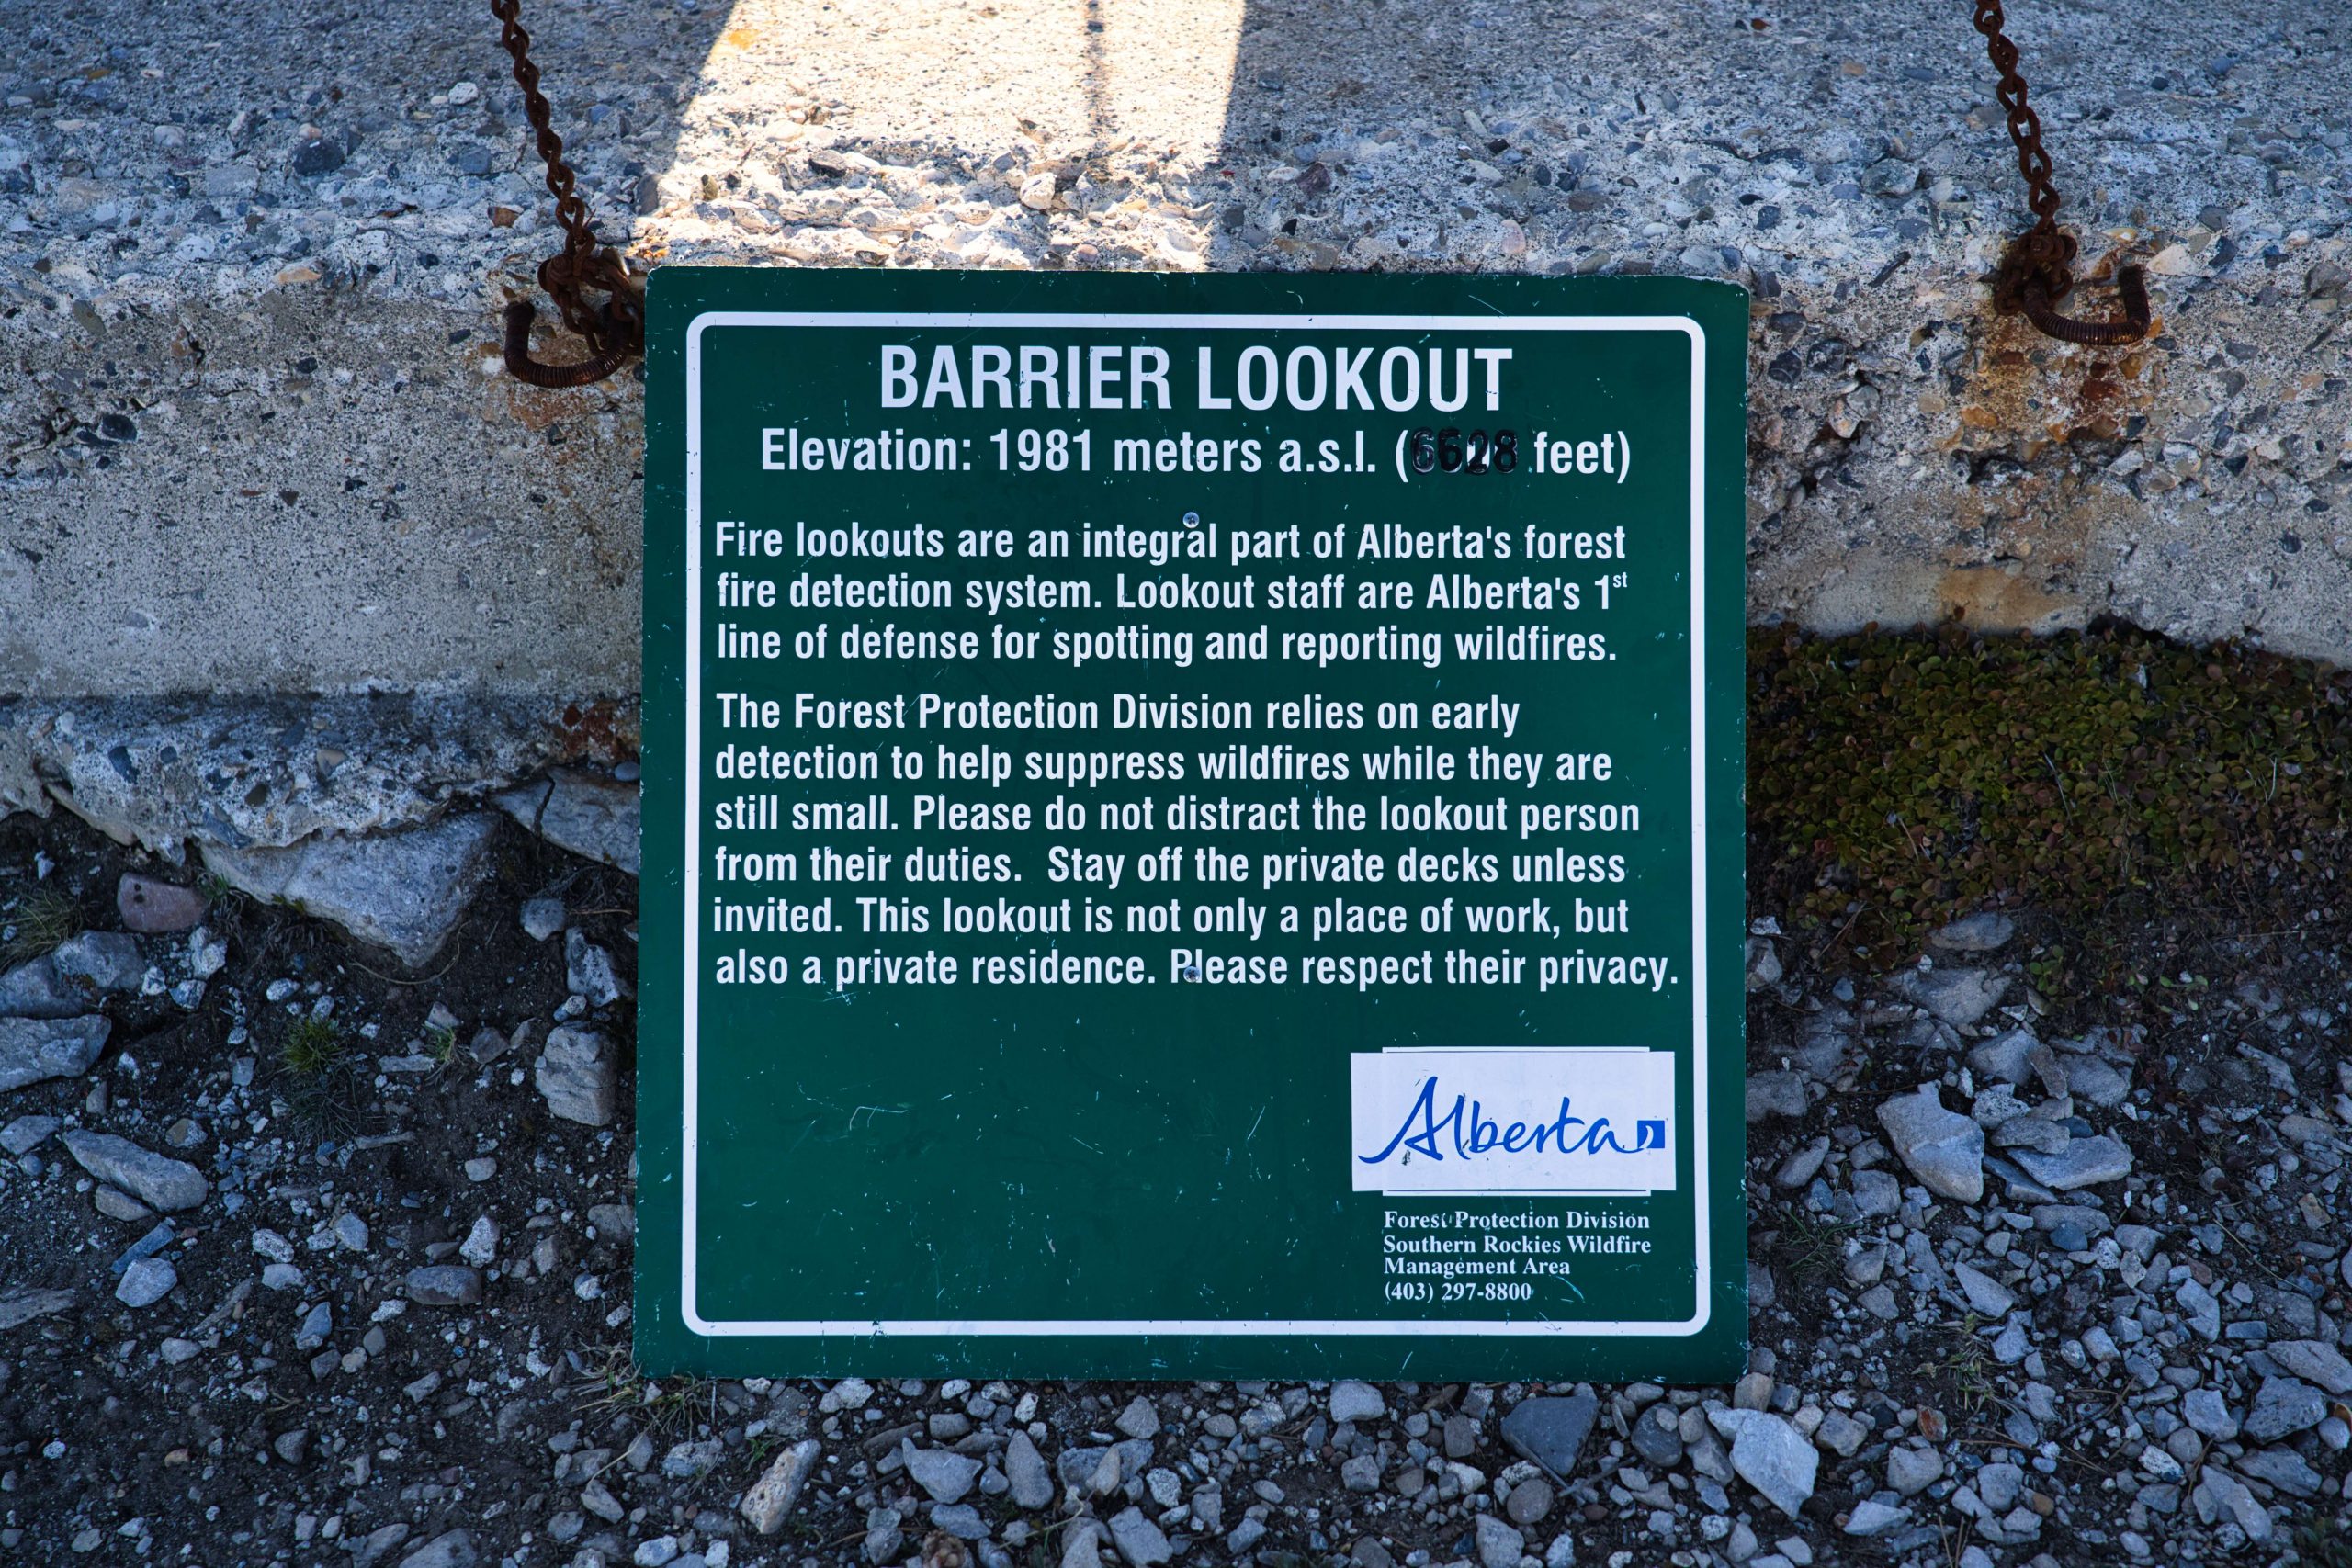 BARRIER LOOKOUT
Elevation: 1981 meters a.s.l. (6628 feet)
Fire lookouts are an integral part of Alberta's forest
fire detection system. Lookout staff are Alberta's 1st
line of defense for spotting and reporting wildfires.
The Forest Protection Division relies on early
detection to help suppress wildfires while they are
still small. Please do not distract the lookout person
from their duties. Stay off the private decks unless
invited. This lookout is not only a place of work, but
also a private residence. Please respect their privacy.
Alberta
Forest Protection Division
Southern Rockies Wildfire
Management Area
(403) 297-8800